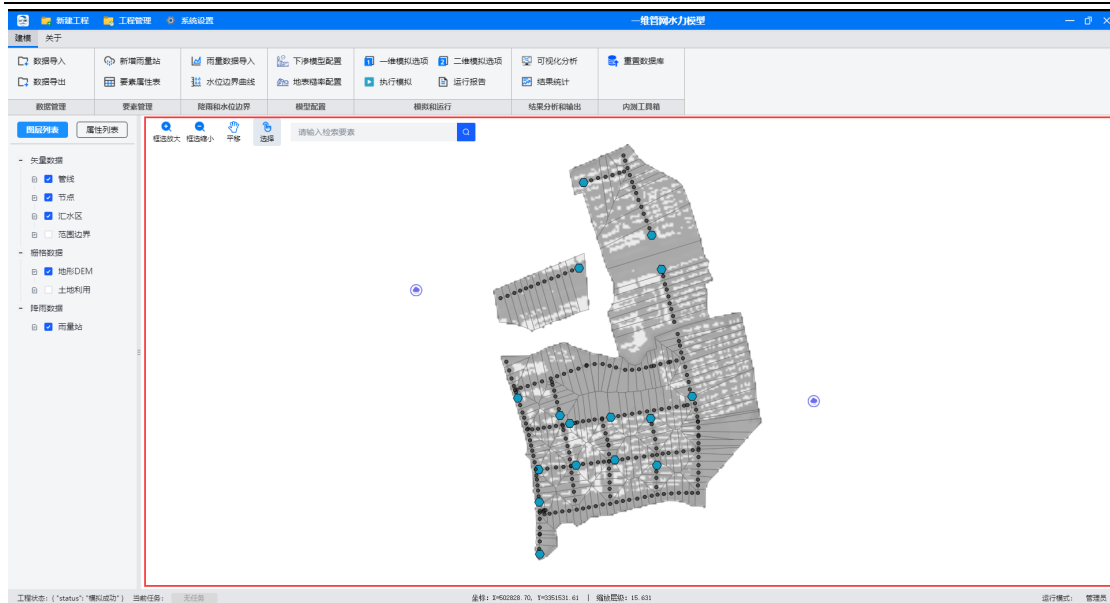 新建工程 工程管理 系统设置 一维管网水力模型
建模 关于
数据导入 新增雨量站 雨量数据导入 下渗模型配置 一维模拟选项 二维模拟选项 可视化分析 重置数据库
数据导出 要素属性表 水位边界曲线 地表糙率配置 执行模拟 运行报告 结果统计
数据管理 要素管理 降雨和水位边界 模型配置 模拟和运行 结果分析和输出 内测工具箱
图层列表 属性列表 框选放大 框选缩小 平移 选择 请输入检索要素
- 矢量数据
管线
节点
汇水区
范围边界
- 栅格数据
地形DEM
土地利用
- 降雨数据
雨量站
工程状态: { "status": "模拟成功" } 当前任务: 无任务 坐标: X=502828.70, Y=3351531.61 | 缩放层级: 15.631 运行模式: 管理员